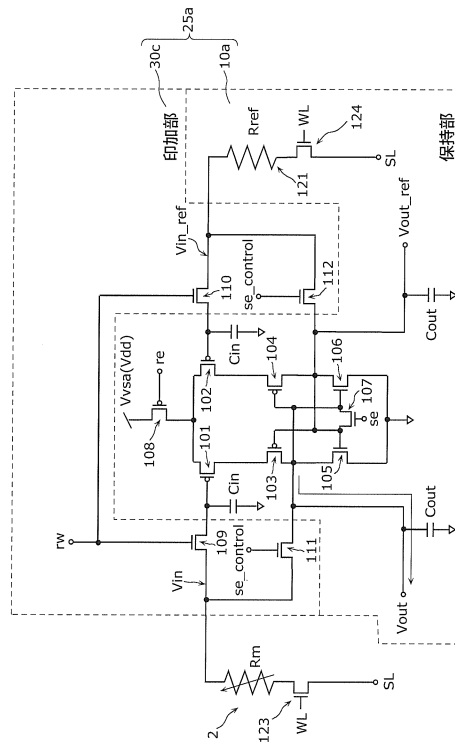 25a
30c
10a
印加部
保持部
rw
Vvsa(Vdd)
re
108
Vin_ref
Rref
WL
124
121
SL
110
se_control
112
Vout_ref
Cin
102
104
106
Cout
101
103
105
107
se
Cin
109
Vin
se_control
111
Cout
Vout
Rm
2
123
WL
SL